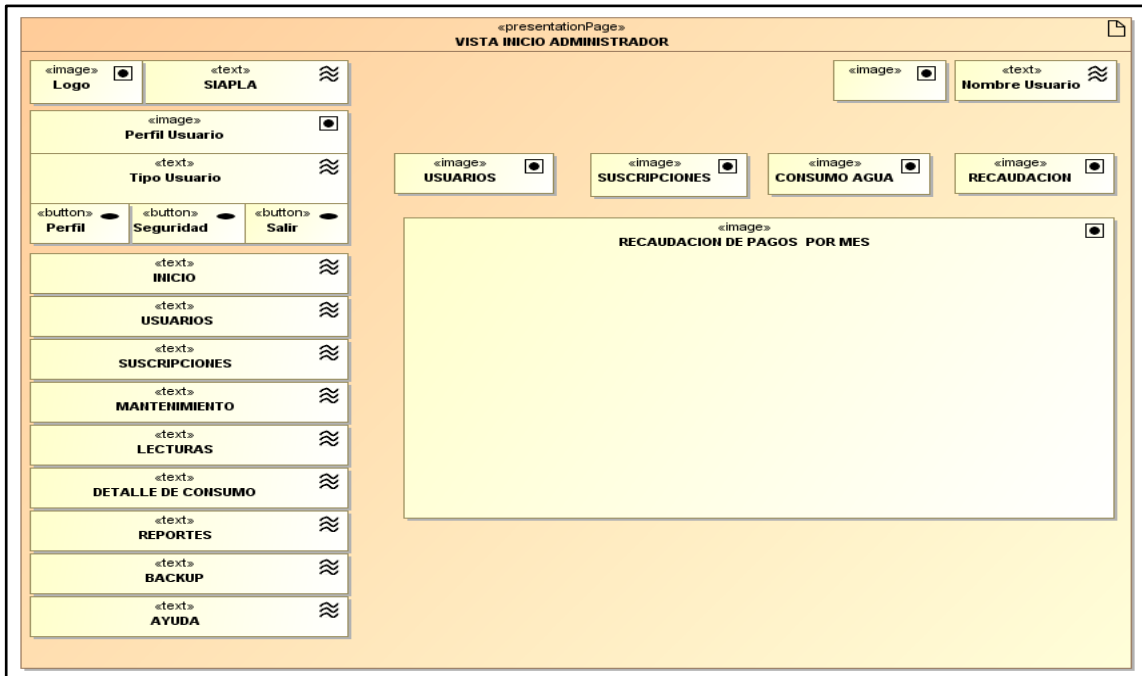 «presentationPage»
VISTA INICIO ADMINISTRADOR
«image»
Logo
«text»
SIAPLA
«image»
«text»
Nombre Usuario
«image»
Perfil Usuario
«text»
Tipo Usuario
«button»
Perfil
«button»
Seguridad
«button»
Salir
«text»
INICIO
«text»
USUARIOS
«text»
SUSCRIPCIONES
«text»
MANTENIMIENTO
«text»
LECTURAS
«text»
DETALLE DE CONSUMO
«text»
REPORTES
«text»
BACKUP
«text»
AYUDA
«image»
USUARIOS
«image»
SUSCRIPCIONES
«image»
CONSUMO AGUA
«image»
RECAUDACION
«image»
RECAUDACION DE PAGOS POR MES